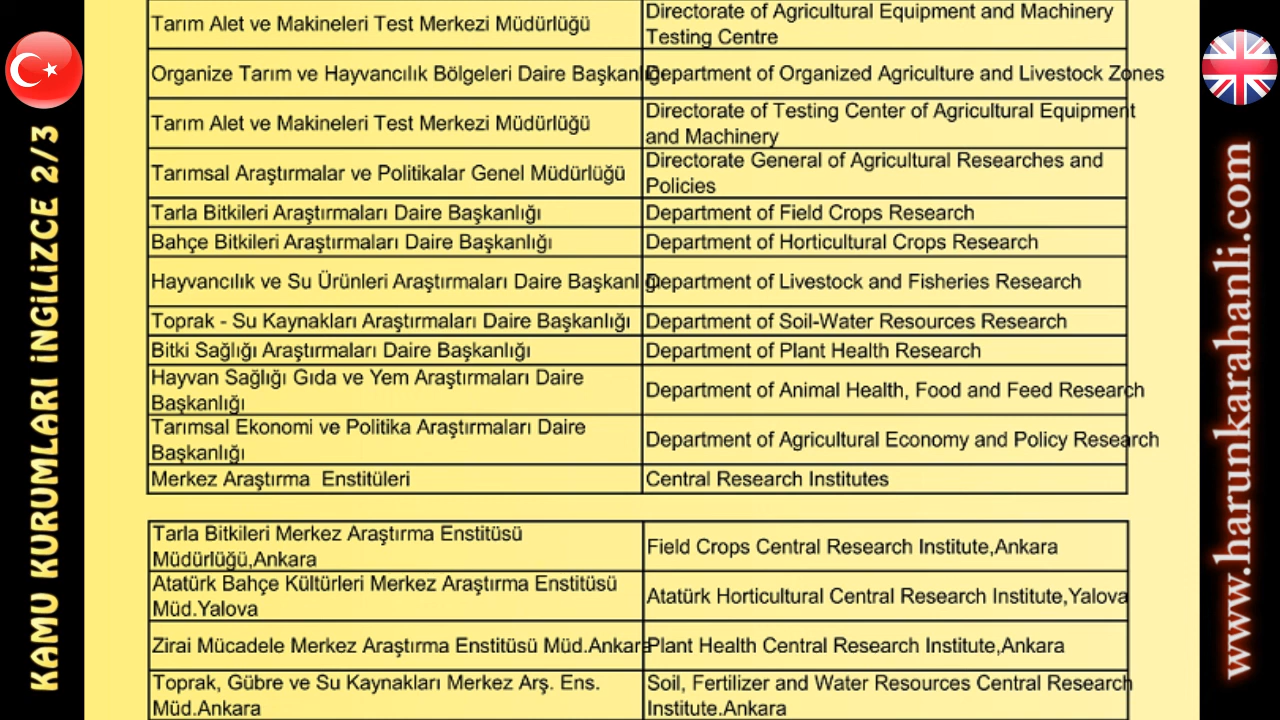 KAMU KURUMLARI İNGİLİZCE 2/3
Tarım Alet ve Makineleri Test Merkezi Müdürlüğü
Directorate of Agricultural Equipment and Machinery
Testing Centre
Organize Tarım ve Hayvancılık Bölgeleri Daire Başkanlığı
Department of Organized Agriculture and Livestock Zones
Tarım Alet ve Makineleri Test Merkezi Müdürlüğü
Directorate of Testing Center of Agricultural Equipment
and Machinery
Tarımsal Araştırmalar ve Politikalar Genel Müdürlüğü
Directorate General of Agricultural Researches and
Policies
Tarla Bitkileri Araştırmaları Daire Başkanlığı
Department of Field Crops Research
Bahçe Bitkileri Araştırmaları Daire Başkanlığı
Department of Horticultural Crops Research
Hayvancılık ve Su Ürünleri Araştırmaları Daire Başkanlığı
Department of Livestock and Fisheries Research
Toprak - Su Kaynakları Araştırmaları Daire Başkanlığı
Department of Soil-Water Resources Research
Bitki Sağlığı Araştırmaları Daire Başkanlığı
Department of Plant Health Research
Hayvan Sağlığı Gıda ve Yem Araştırmaları Daire
Başkanlığı
Department of Animal Health, Food and Feed Research
Tarımsal Ekonomi ve Politika Araştırmaları Daire
Başkanlığı
Department of Agricultural Economy and Policy Research
Merkez Araştırma Enstitüleri
Central Research Institutes
Tarla Bitkileri Merkez Araştırma Enstitüsü
Müdürlüğü,Ankara
Field Crops Central Research Institute,Ankara
Atatürk Bahçe Kültürleri Merkez Araştırma Enstitüsü
Müd.Yalova
Atatürk Horticultural Central Research Institute,Yalova
Zirai Mücadele Merkez Araştırma Enstitüsü Müd.Ankara
Plant Health Central Research Institute,Ankara
Toprak, Gübre ve Su Kaynakları Merkez Arş. Ens.
Müd.Ankara
Soil, Fertilizer and Water Resources Central Research
Institute.Ankara
www.harunkarahanli.com